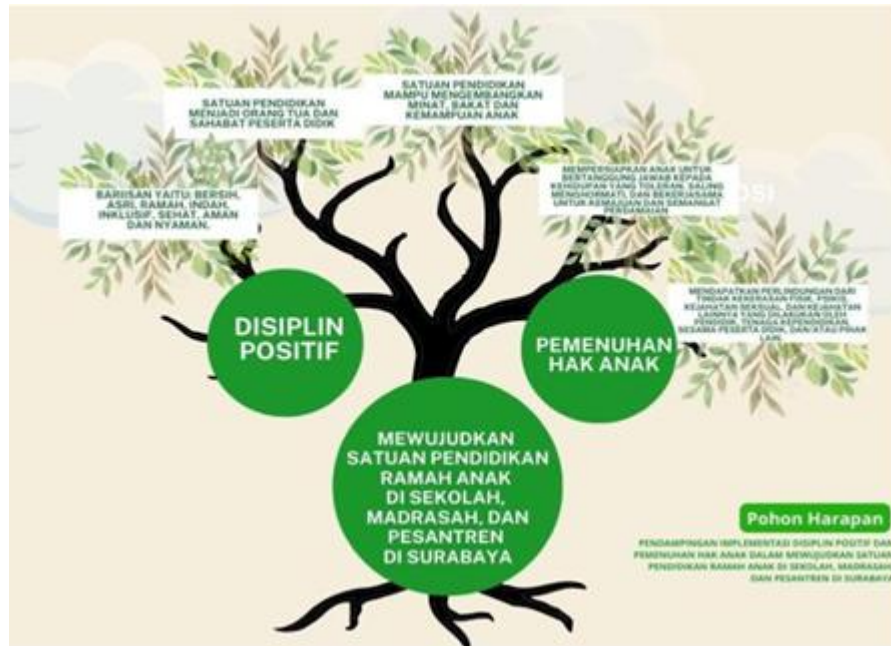 SATUAN PENDIDIKAN
MENJADI ORANG TUA DAN
SAHABAT PESERTA DIDIK
SATUAN PENDIDIKAN
MAMPU MENGEMBANGKAN
MINAT, BAKAT DAN
KEMAMPUAN ANAK
BARIISAN YAITU: BERSIH,
ASRI, RAMAH, INDAH,
INKLUSIF, SEHAT, AMAN
DAN NYAMAN.
MEMPERSIAPKAN ANAK UNTUK
BERTANGGUNG JAWAB KEPADA
KEHIDUPAN YANG TOLERAN, SALING
MENGHORMATI, DAN BEKERJASAMA
UNTUK KEMAJUAN DAN SEMANGAT
PERDAMAIAN
MENDAPATKAN PERLINDUNGAN DARI
TINDAK KEKERASAN FISIK, PSIKIS,
KEJAHATAN SEKSUAL, DAN KEJAHATAN
LAINNYA YANG DILAKUKAN OLEH
PENDIDIK, TENAGA KEPENDIDIKAN,
SESAMA PESERTA DIDIK, DAN/ATAU PIHAK
LAIN.
DISIPLIN
POSITIF
PEMENUHAN
HAK ANAK
MEWUJUDKAN
SATUAN PENDIDIKAN
RAMAH ANAK
DI SEKOLAH,
MADRASAH, DAN
PESANTREN
DI SURABAYA
Pohon Harapan
PENDAMPINGAN IMPLEMENTASI DISIPLIN POSITIF DAN
PEMENUHAN HAK ANAK DALAM MEWUJUDKAN SATUAN
PENDIDIKAN RAMAH ANAK DI SEKOLAH, MADRASAH
DAN PESANTREN DI SURABAYA